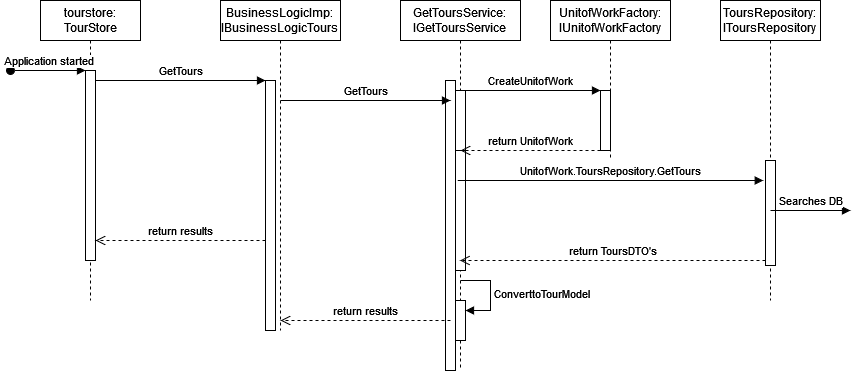 tourstore:
TourStore
BusinessLogicImp:
IBusinessLogicTours
GetToursService:
IGetToursService
UnitofWorkFactory:
IUnitofWorkFactory
ToursRepository:
IToursRepository
Application started
GetTours
GetTours
CreateUnitofWork
return UnitofWork
UnitofWork.ToursRepository.GetTours
Searches DB
return results
return ToursDTO's
ConverttoTourModel
return results